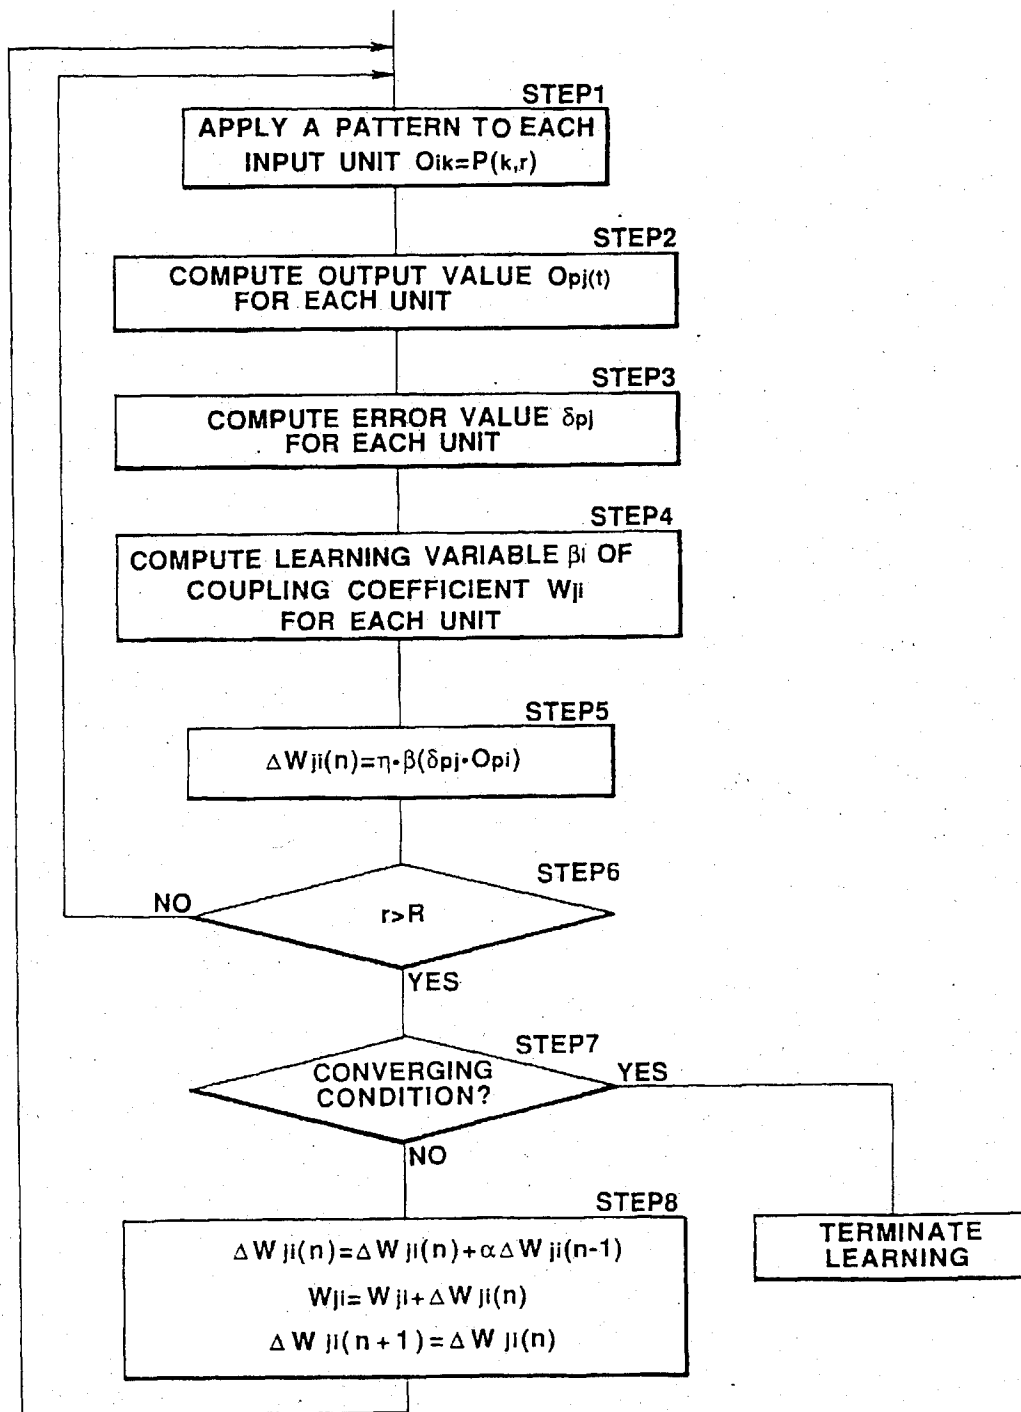 STEP1
APPLY A PATTERN TO EACH
INPUT UNIT Oik=P(k,r)
STEP2
COMPUTE OUTPUT VALUE Opj(t)
FOR EACH UNIT
STEP3
COMPUTE ERROR VALUE δpj
FOR EACH UNIT
STEP4
COMPUTE LEARNING VARIABLE βi OF
COUPLING COEFFICIENT Wji
FOR EACH UNIT
STEP5
ΔWji(n)=η·β(δpj·Opi)
STEP6
NO
r>R
YES
STEP7
CONVERGING
CONDITION?
YES
NO
STEP8
ΔWji(n)=ΔWji(n)+αΔWji(n-1)
Wji=Wji+ΔWji(n)
ΔWji(n+1)=ΔWji(n)
TERMINATE
LEARNING